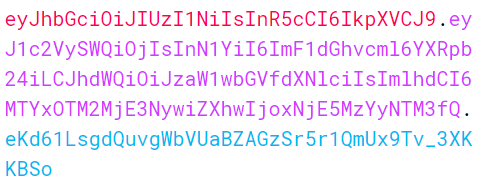 eyJhbGciOiJIUzI1NiIsInR5cCI6IkpXVCJ9.ey
J1c2VySWQiOjIsInN1YiI6ImF1dGhvcml6YXRpb
24iLCJhdWQiOiJzaW1wbGVfdXNlciIsImlhdCI6
MTYxOTM2MjE3NywiZXhwIjoxNjE5MzYyNTM3fQ.
eKd61LsgdQuvgWbVUaBZAGzSr5r1QmUx9Tv_3XK
KBSo